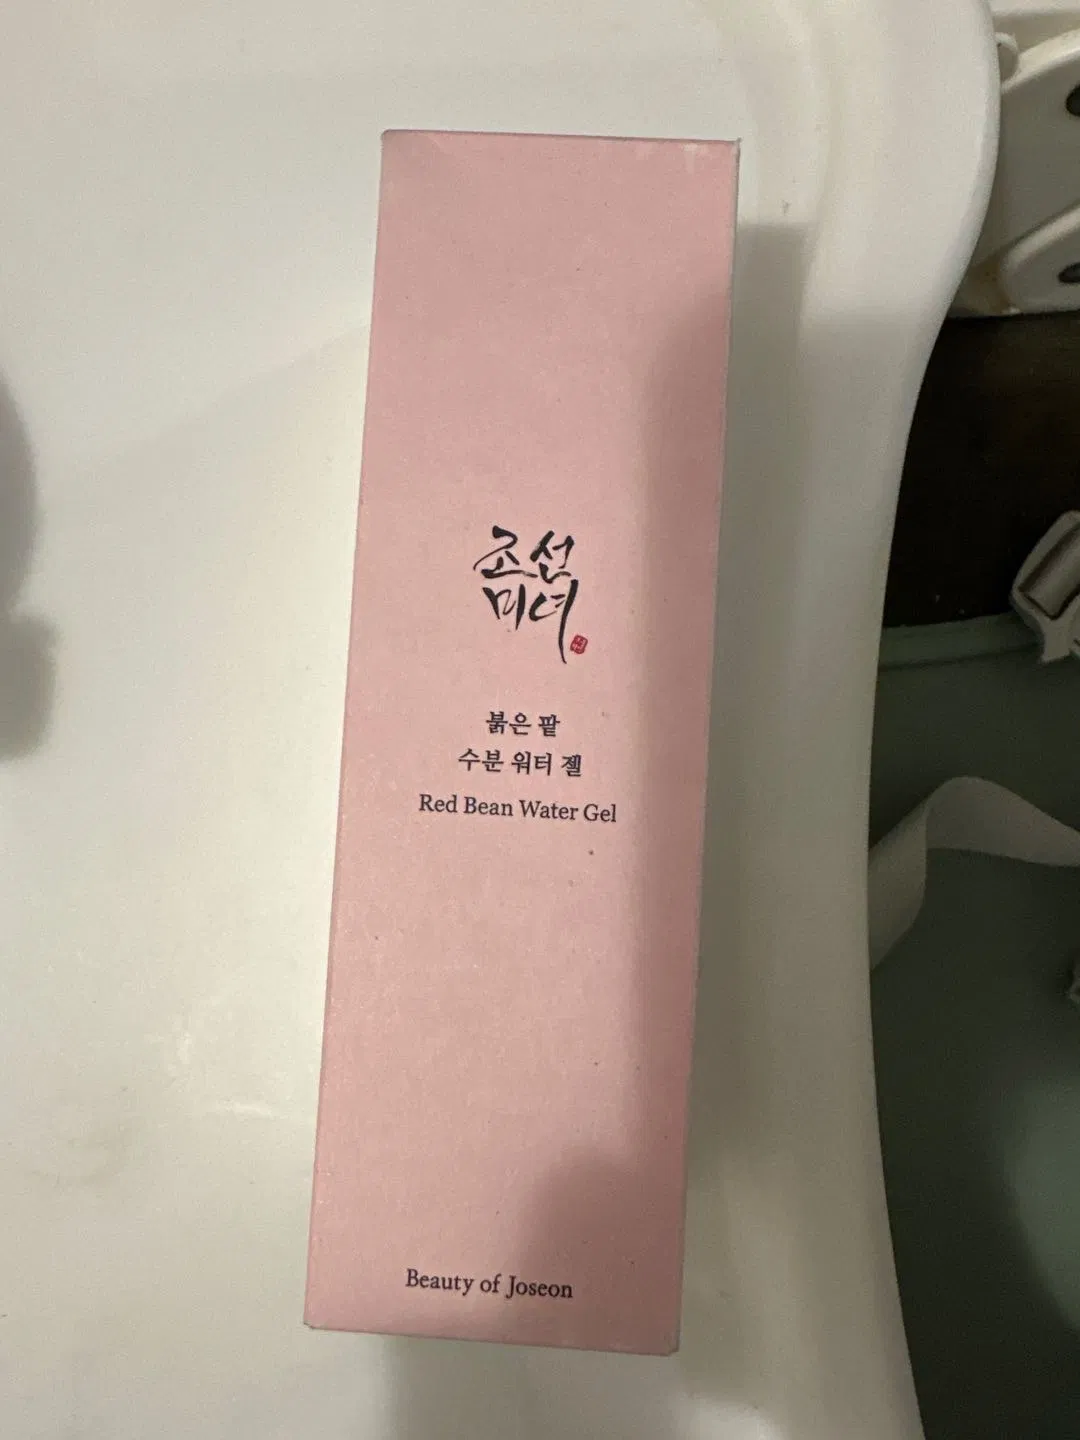 조선
미녀
붉은 팥
수분 워터 젤
Red Bean Water Gel
Beauty of Joseon